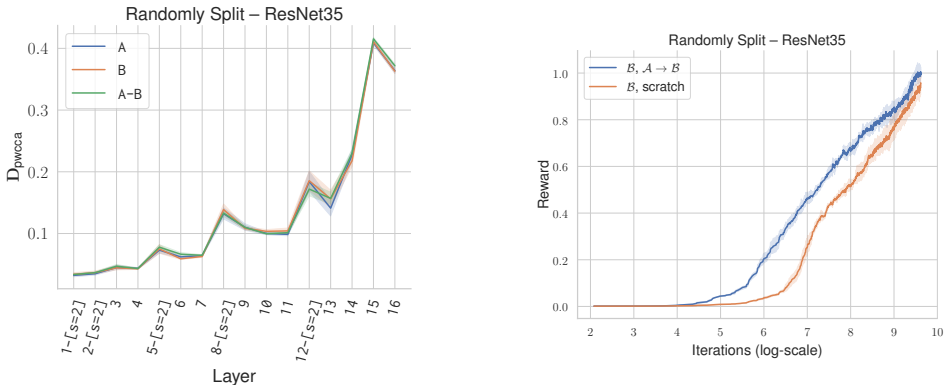 Randomly Split – ResNet35
A
B
A-B
0.4
0.3
0.2
0.1
D_pwcca
1-[s=2]
2-[s=2]
3
4
5-[s=2]
6
7
8-[s=2]
9
10
11
12-[s=2]
13
14
15
16
Layer
Randomly Split – ResNet35
ℬ, 𝒜 → ℬ
ℬ, scratch
1.0
0.8
0.6
0.4
0.2
0.0
Reward
2 3 4 5 6 7 8 9 10
Iterations (log-scale)